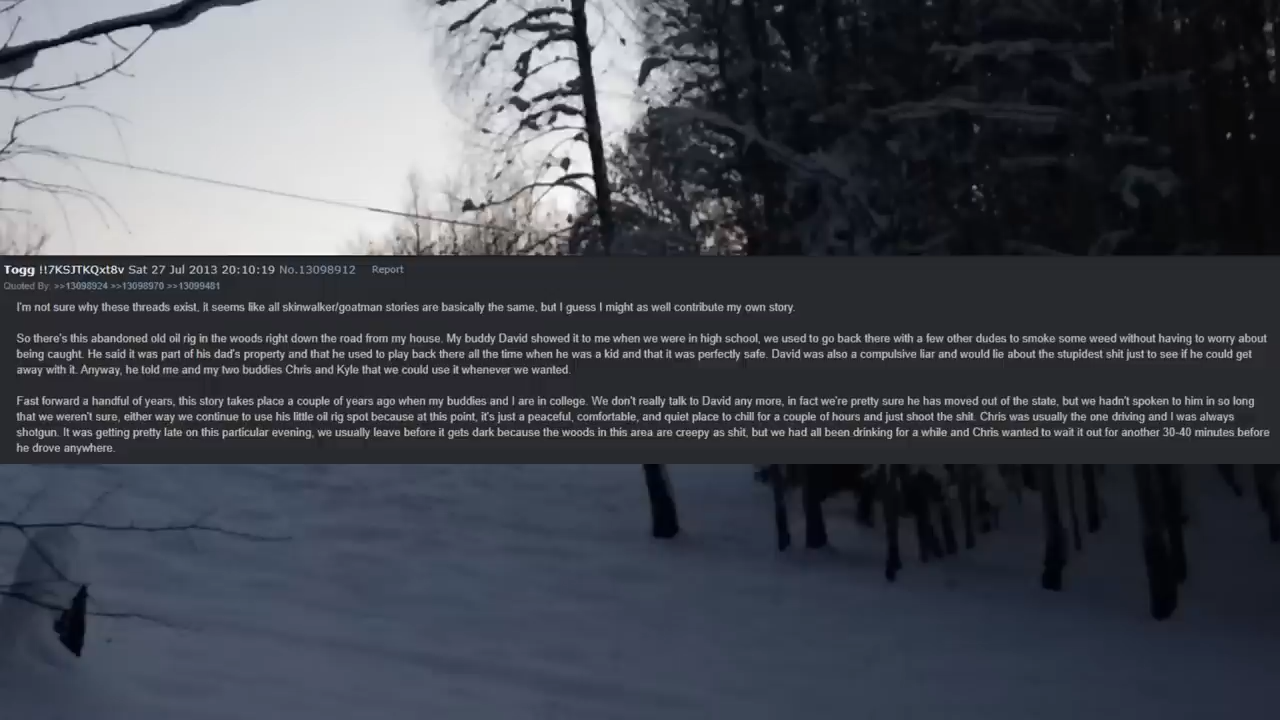 Togg !!7KSJTKQxt8v Sat 27 Jul 2013 20:10:19 No.13098912 Report
Quoted By: >>13098924 >>13098970 >>13099481
I'm not sure why these threads exist, it seems like all skinwalker/goatman stories are basically the same, but I guess I might as well contribute my own story.
So there's this abandoned old oil rig in the woods right down the road from my house. My buddy David showed it to me when we were in high school, we used to go back there with a few other dudes to smoke some weed without having to worry about
being caught. He said it was part of his dad's property and that he used to play back there all the time when he was a kid and that it was perfectly safe. David was also a compulsive liar and would lie about the stupidest shit just to see if he could get
away with it. Anyway, he told me and my two buddies Chris and Kyle that we could use it whenever we wanted.
Fast forward a handful of years, this story takes place a couple of years ago when my buddies and I are in college. We don't really talk to David any more, in fact we're pretty sure he has moved out of the state, but we hadn't spoken to him in so long
that we weren't sure, either way we continue to use his little oil rig spot because at this point, it's just a peaceful, comfortable, and quiet place to chill for a couple of hours and just shoot the shit. Chris was usually the one driving and I was always
shotgun. It was getting pretty late on this particular evening, we usually leave before it gets dark because the woods in this area are creepy as shit, but we had all been drinking for a while and Chris wanted to wait it out for another 30-40 minutes before
he drove anywhere.